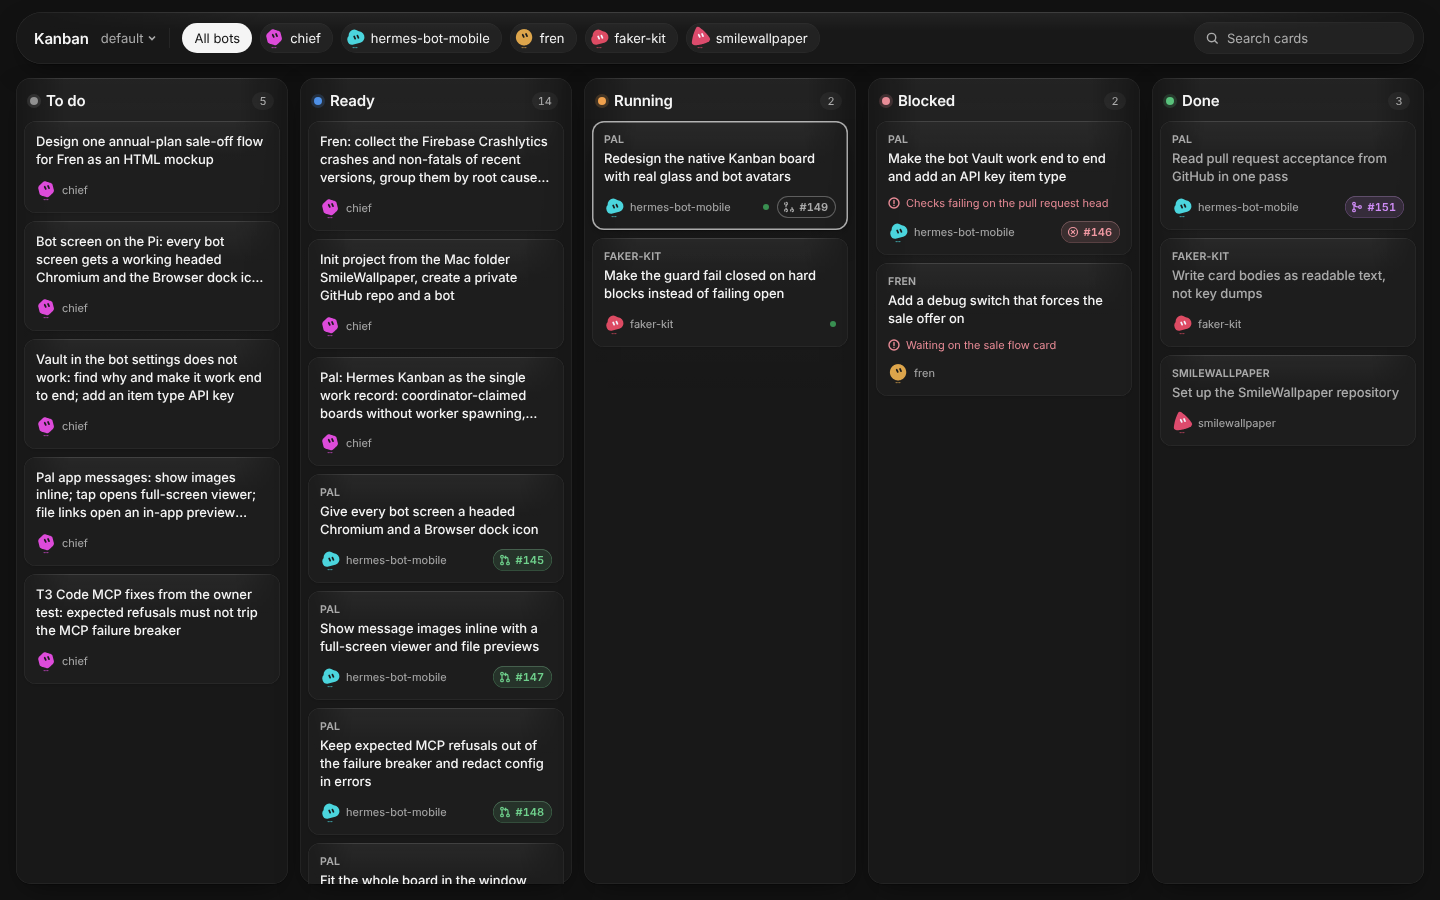 Kanban default All bots chief hermes-bot-mobile fren faker-kit smilewallpaper Search cards
To do 5
Design one annual-plan sale-off flow
for Fren as an HTML mockup
chief
Bot screen on the Pi: every bot
screen gets a working headed
Chromium and the Browser dock ic...
chief
Vault in the bot settings does not
work: find why and make it work end
to end; add an item type API key
chief
Pal app messages: show images
inline; tap opens full-screen viewer;
file links open an in-app preview...
chief
T3 Code MCP fixes from the owner
test: expected refusals must not trip
the MCP failure breaker
chief
Ready 14
Fren: collect the Firebase Crashlytics
crashes and non-fatals of recent
versions, group them by root cause...
chief
Init project from the Mac folder
SmileWallpaper, create a private
GitHub repo and a bot
chief
Pal: Hermes Kanban as the single
work record: coordinator-claimed
boards without worker spawning,...
chief
PAL
Give every bot screen a headed
Chromium and a Browser dock icon
hermes-bot-mobile #145
PAL
Show message images inline with a
full-screen viewer and file previews
hermes-bot-mobile #147
PAL
Keep expected MCP refusals out of
the failure breaker and redact config
in errors
hermes-bot-mobile #148
PAL
Fit the whole board in the window
Running 2
PAL
Redesign the native Kanban board
with real glass and bot avatars
hermes-bot-mobile #149
FAKER-KIT
Make the guard fail closed on hard
blocks instead of failing open
faker-kit
Blocked 2
PAL
Make the bot Vault work end to end
and add an API key item type
Checks failing on the pull request head
hermes-bot-mobile #146
FREN
Add a debug switch that forces the
sale offer on
Waiting on the sale flow card
fren
Done 3
PAL
Read pull request acceptance from
GitHub in one pass
hermes-bot-mobile #151
FAKER-KIT
Write card bodies as readable text,
not key dumps
faker-kit
SMILEWALLPAPER
Set up the SmileWallpaper repository
smilewallpaper